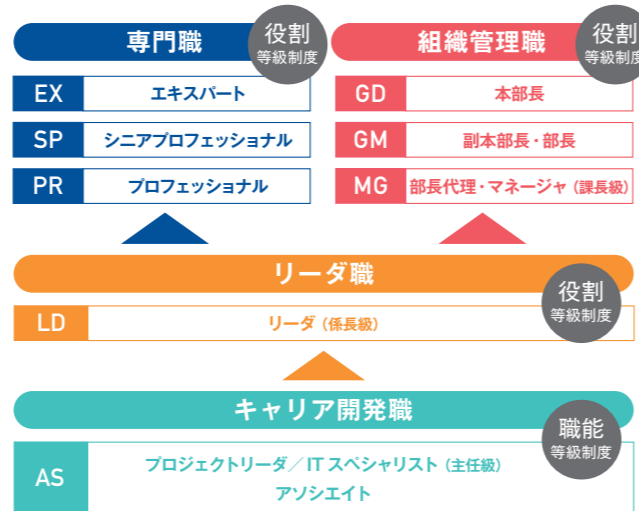 専門職
役割
等級制度
EX エキスパート
SP シニアプロフェッショナル
PR プロフェッショナル
組織管理職
役割
等級制度
GD 本部長
GM 副本部長・部長
MG 部長代理・マネージャ（課長級）
リーダ職
役割
等級制度
LD リーダ（係長級）
キャリア開発職
職能
等級制度
AS
プロジェクトリーダ／ITスペシャリスト（主任級）
アソシエイト